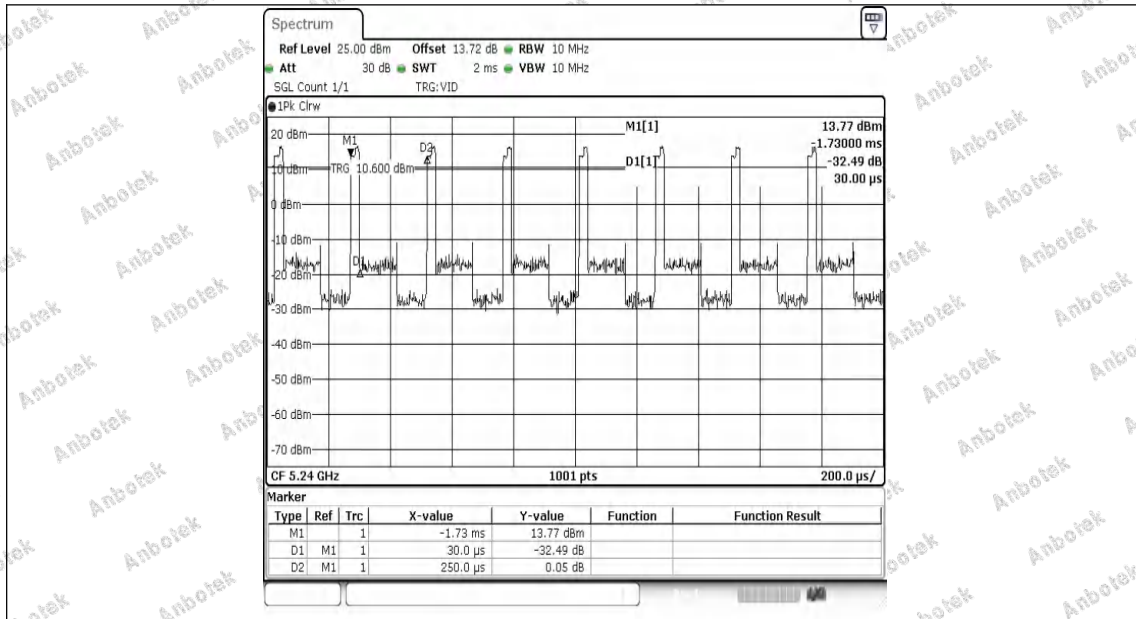 Spectrum
Ref Level 25.00 dBm Offset 13.72 dB RBW 10 MHz
Att 30 dB SWT 2 ms VBW 10 MHz
SGL Count 1/1 TRG:VID
1Pk Clrw
M1[1] 13.77 dBm
-1.73000 ms
D1[1] -32.49 dB
30.00 µs
20 dBm
M1
D2
10 dBm
TRG 10.600 dBm
0 dBm
-10 dBm
D1
-20 dBm
-30 dBm
-40 dBm
-50 dBm
-60 dBm
-70 dBm
CF 5.24 GHz 1001 pts 200.0 µs/
Marker
Type Ref Trc X-value Y-value Function Function Result
M1 1 -1.73 ms 13.77 dBm
D1 M1 1 30.0 µs -32.49 dB
D2 M1 1 250.0 µs 0.05 dB
Anbotek